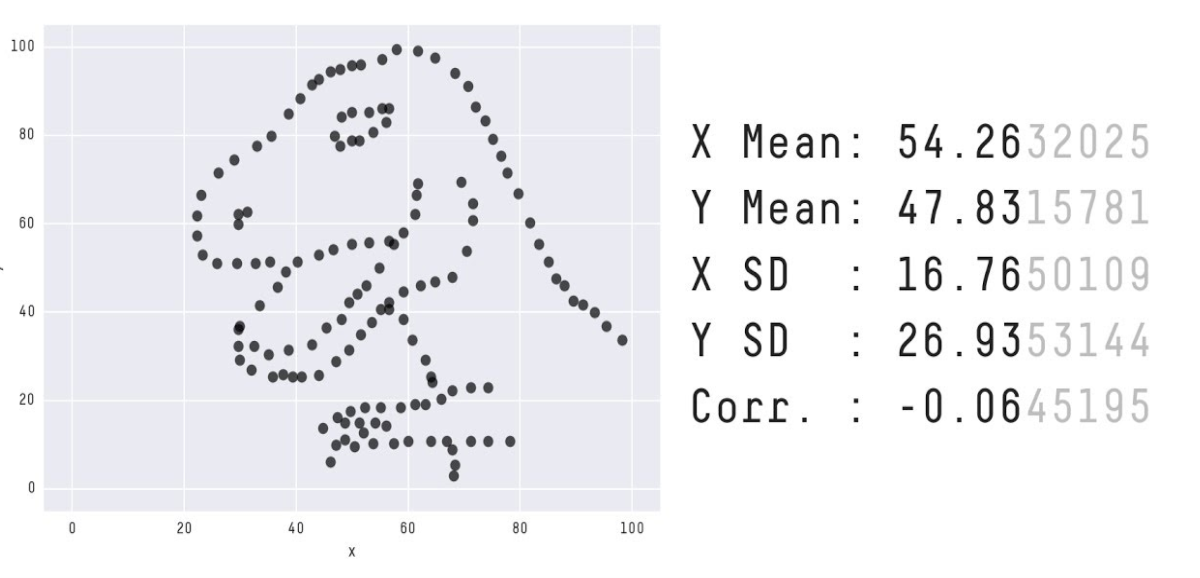 100
80
60
40
20
0
0 20 40 60 80 100
x
X Mean: 54.2632025
Y Mean: 47.8315781
X SD : 16.7650109
Y SD : 26.9353144
Corr. : -0.0645195